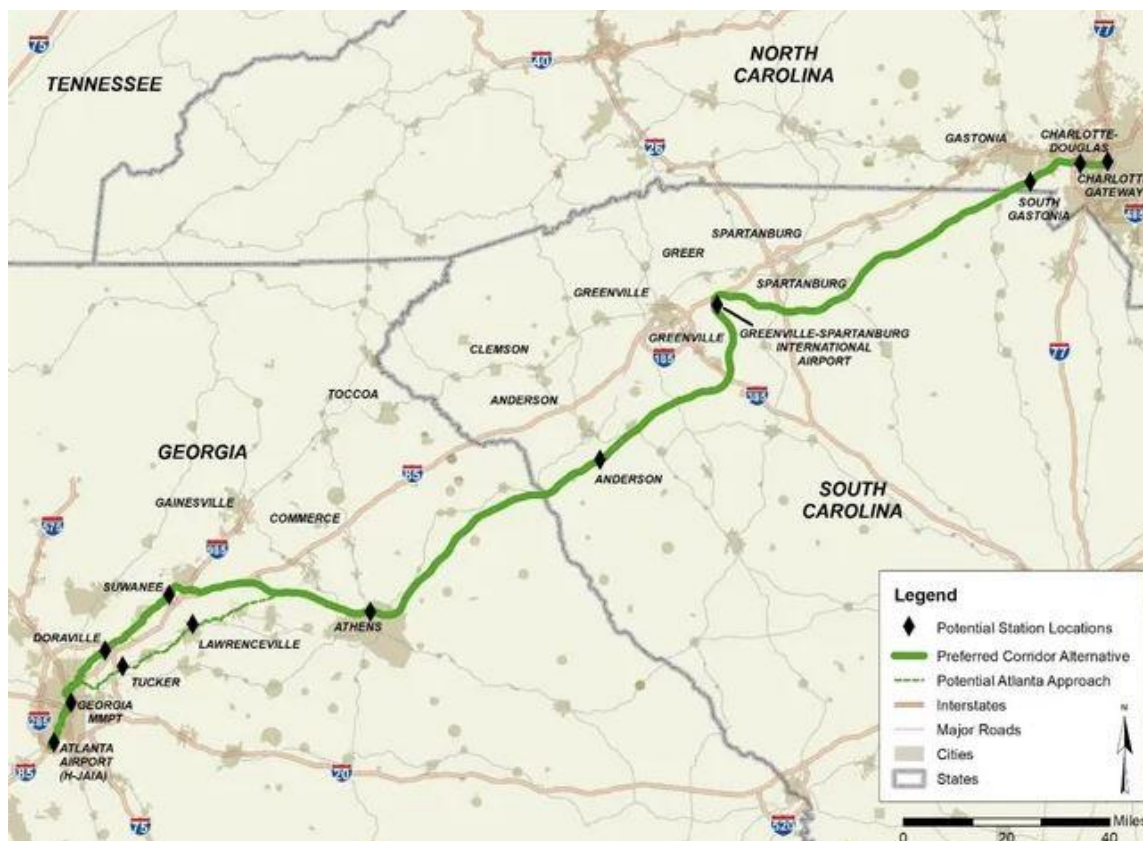 75
TENNESSEE
40
NORTH
CAROLINA
77
26
GASTONIA
CHARLOTTE-
DOUGLAS
CHARLOTTE
GATEWAY
485
SOUTH
GASTONIA
SPARTANBURG
GREER
SPARTANBURG
GREENVILLE
GREENVILLE
GREENVILLE-SPARTANBURG
INTERNATIONAL
AIRPORT
185
385
77
CLEMSON
ANDERSON
TOCCOA
GEORGIA
85
ANDERSON
SOUTH
CAROLINA
GAINESVILLE
COMMERCE
575
985
SUWANEE
DORAVILLE
LAWRENCEVILLE
ATHENS
TUCKER
GEORGIA
MMPT
285
ATLANTA
AIRPORT
(H-JAIA)
85
20
75
520
Legend
Potential Station Locations
Preferred Corridor Alternative
Potential Atlanta Approach
Interstates
Major Roads
Cities
States
N
Miles
0
20
40